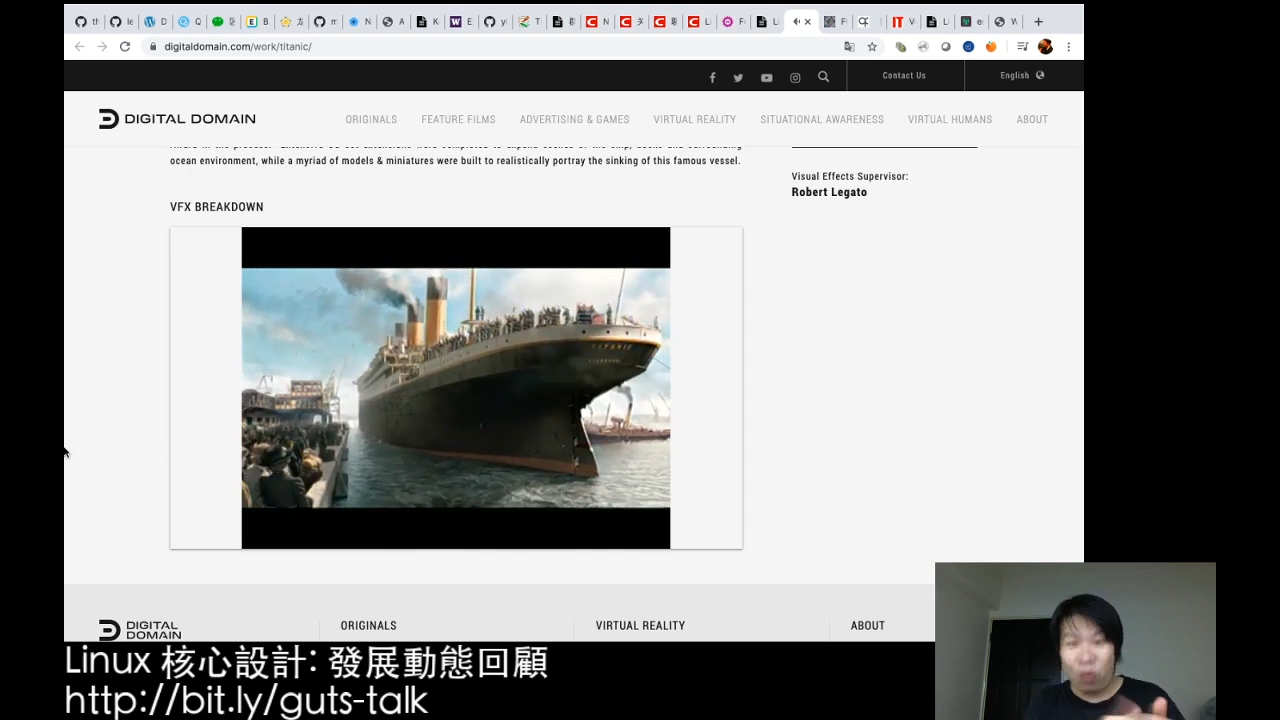 digitaldomain.com/work/titanic/
Contact Us
English
DIGITAL DOMAIN
ORIGINALS
FEATURE FILMS
ADVERTISING & GAMES
VIRTUAL REALITY
SITUATIONAL AWARENESS
VIRTUAL HUMANS
ABOUT
ocean environment, while a myriad of models & miniatures were built to realistically portray the sinking of this famous vessel.
Visual Effects Supervisor:
Robert Legato
VFX BREAKDOWN
TITANIC
DIGITAL
DOMAIN
ORIGINALS
VIRTUAL REALITY
ABOUT
Linux 核心設計: 發展動態回顧
http://bit.ly/guts-talk